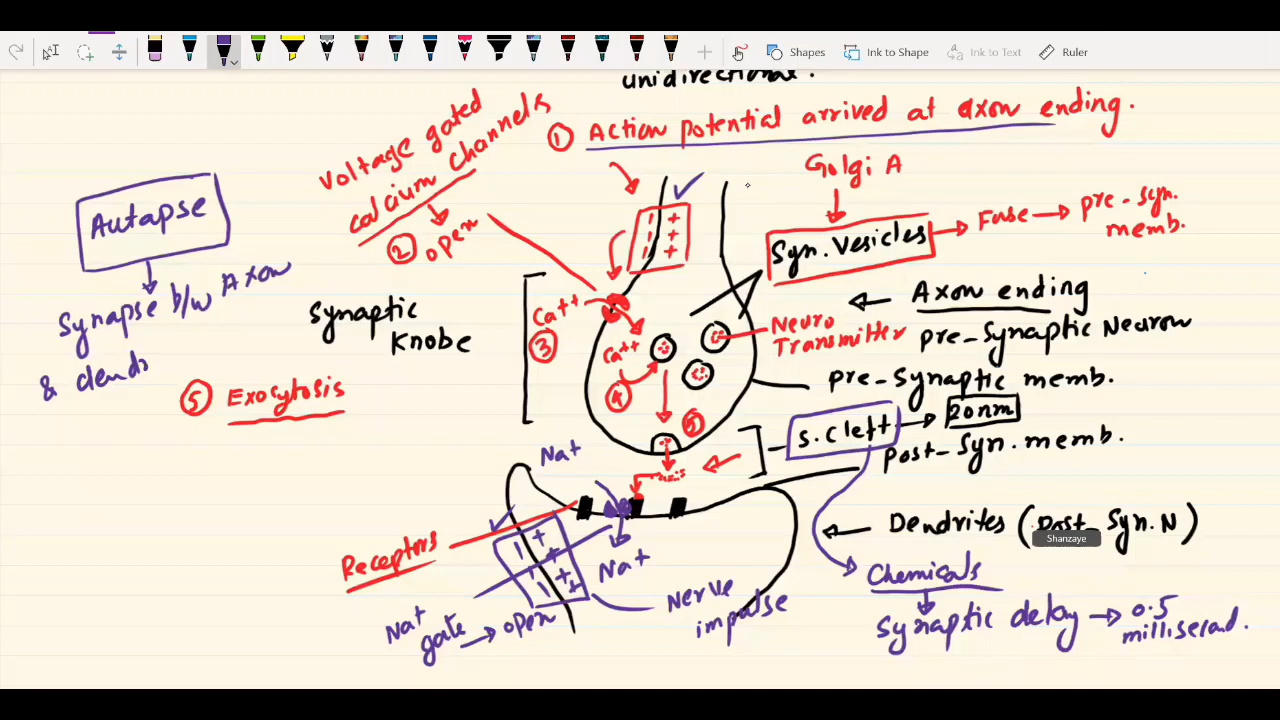 Shapes
Ink to Shape
Ink to Text
Ruler
unidirectional.
① Action potential arrived at axon ending.
Voltage gated
calcium channels
② open
Golgi A
Syn. Vesicles → Fuse → pre-syn.
memb.
Autapse
Synapse b/w Axon
& dends
Synaptic
Knobe
Ca++
③
Ca++
④
⑤
Neuro
Transmitter
← Axon ending
pre-Synaptic Neuron
pre-Synaptic memb.
⑤ Exocytosis
S.Cleft → 20nm
post-Syn. memb.
Na+
Receptors
Na+
Na+
gate → open
Nerve
impulse
← Dendrites (post-Syn. N)
Shanzaye
Chemicals
Synaptic delay → 0.5
millisecond.